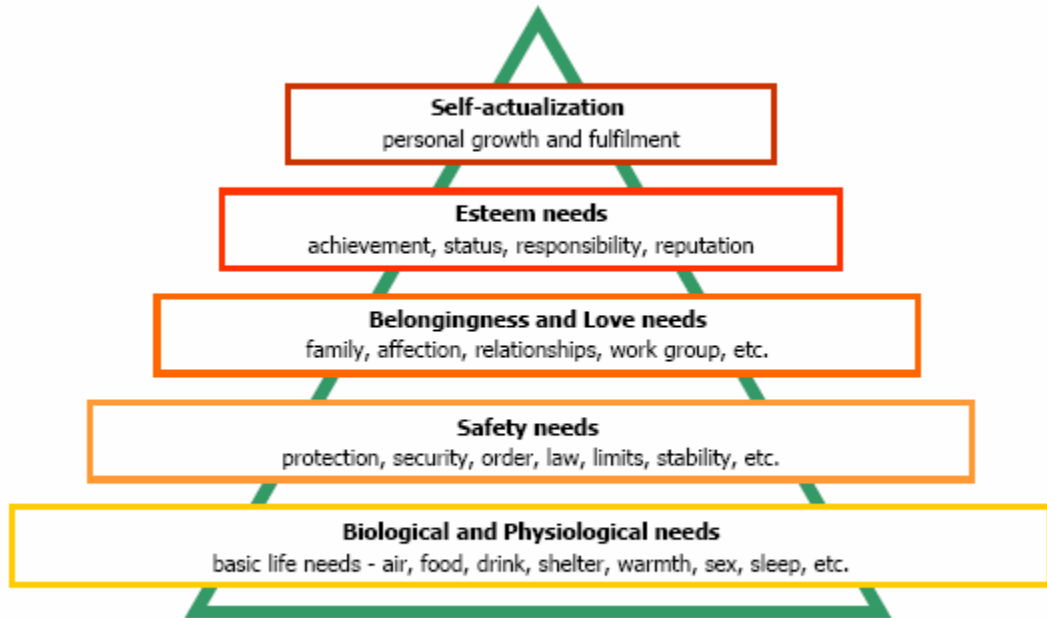 Self-actualization
personal growth and fulfilment
Esteem needs
achievement, status, responsibility, reputation
Belongingness and Love needs
family, affection, relationships, work group, etc.
Safety needs
protection, security, order, law, limits, stability, etc.
Biological and Physiological needs
basic life needs - air, food, drink, shelter, warmth, sex, sleep, etc.